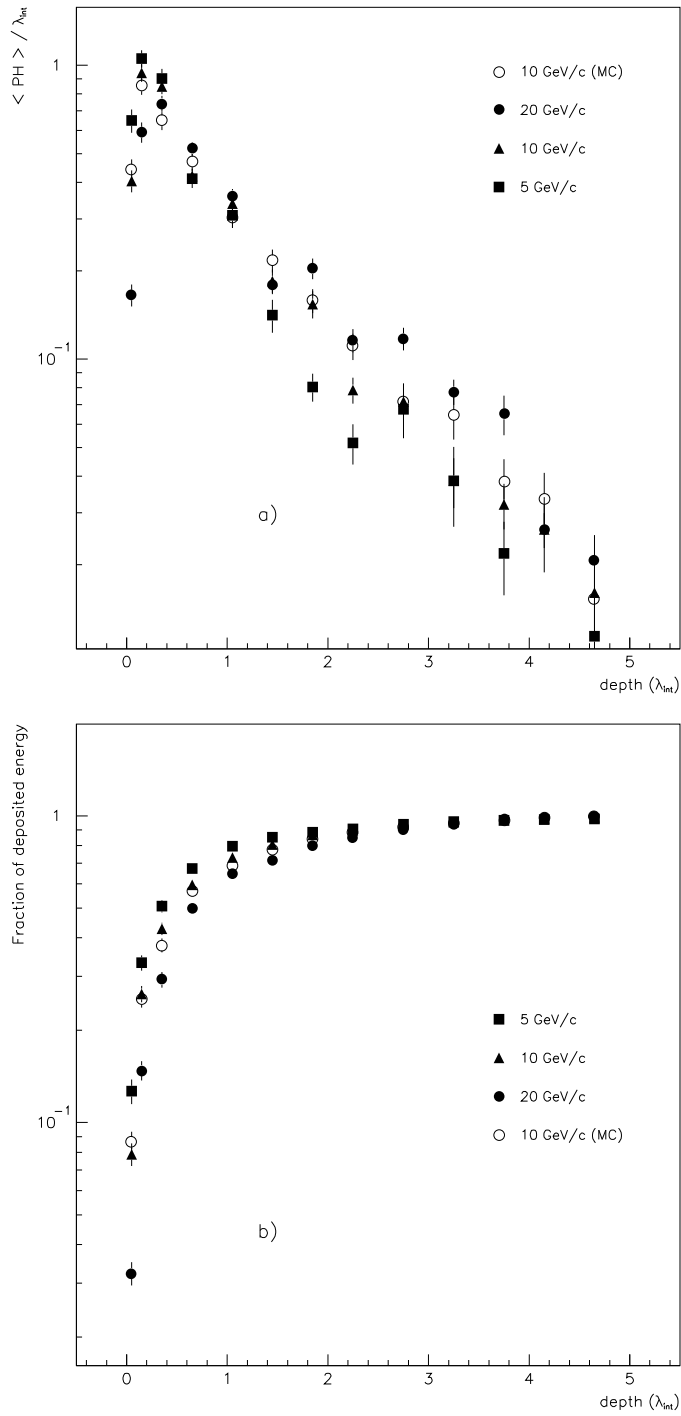 < PH > / λint
1
10⁻¹
10 GeV/c (MC)
20 GeV/c
10 GeV/c
5 GeV/c
a)
0 1 2 3 4 5
depth (λint)
Fraction of deposited energy
1
10⁻¹
5 GeV/c
10 GeV/c
20 GeV/c
10 GeV/c (MC)
b)
0 1 2 3 4 5
depth (λint)